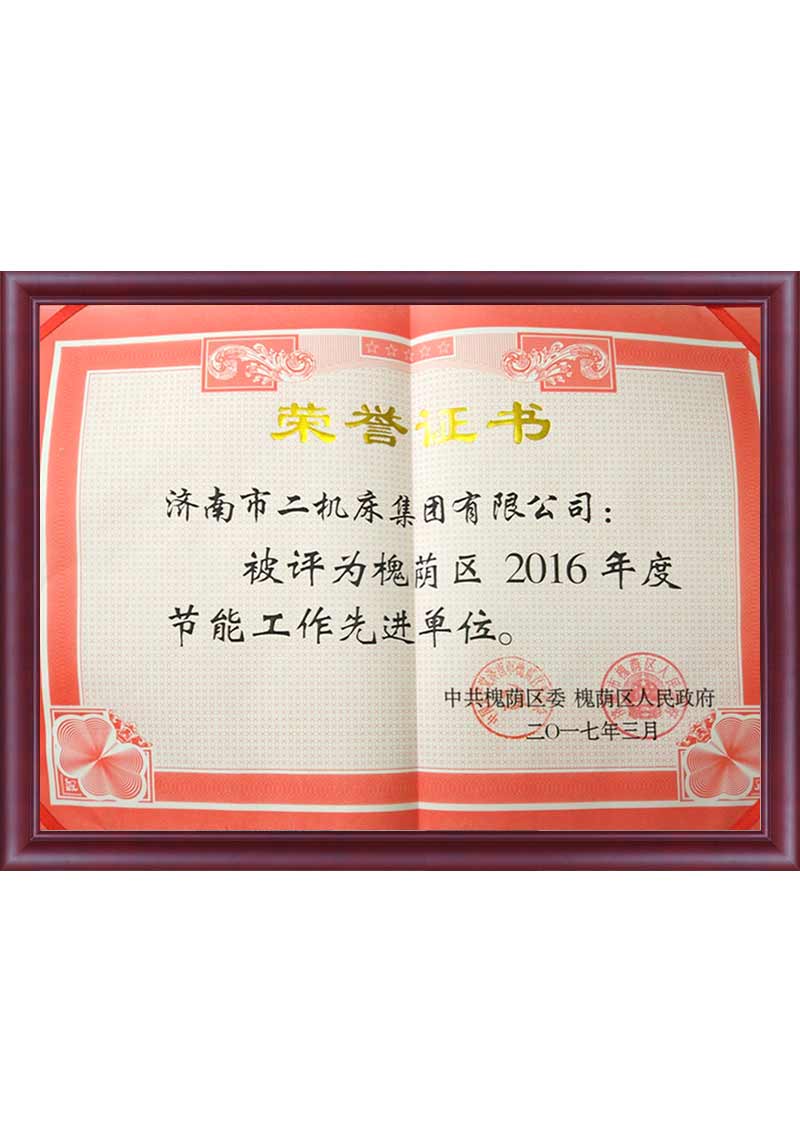 荣誉证书
济南市二机床集团有限公司：
被评为槐荫区 2016 年度
节能工作先进单位。
中共槐荫区委 槐荫区人民政府
二〇一七年三月